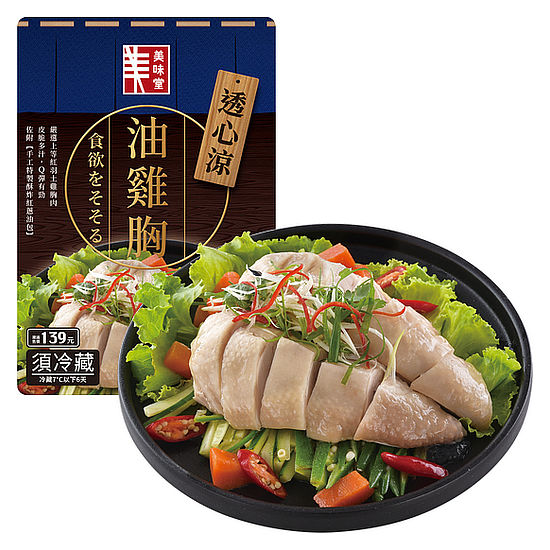 美味堂
透心涼
油雞胸
食欲をそそる
嚴選上等紅羽土雞胸肉
皮脆多汁，Q彈有勁
佐附【手工特製酥炸紅蔥油包】
139元
須冷藏
冷藏7℃以下6天